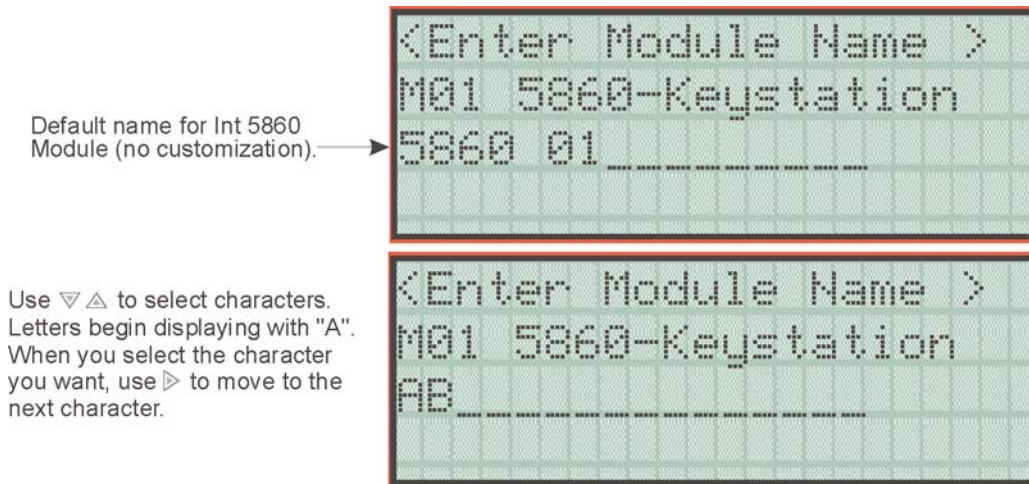 <Enter Module Name >
M01 5860-Keystation
Default name for Int 5860
Module (no customization).
5860 01_________
<Enter Module Name >
Use ▽△ to select characters.
Letters begin displaying with "A".
When you select the character
you want, use ▷ to move to the
next character.
M01 5860-Keystation
AB______________